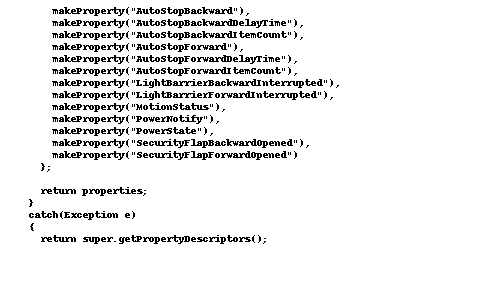 makeProperty("AutoStopBackward"),
makeProperty("AutoStopBackwardDelayTime"),
makeProperty("AutoStopBackwardItemCount"),
makeProperty("AutoStopForward"),
makeProperty("AutoStopForwardDelayTime"),
makeProperty("AutoStopForwardItemCount"),
makeProperty("LightBarrierBackwardInterrupted"),
makeProperty("LightBarrierForwardInterrupted"),
makeProperty("MotionStatus"),
makeProperty("PowerNotify"),
makeProperty("PowerState"),
makeProperty("SecurityFlapBackwardOpened"),
makeProperty("SecurityFlapForwardOpened")
};
return properties;
}
catch(Exception e)
{
return super.getPropertyDescriptors();